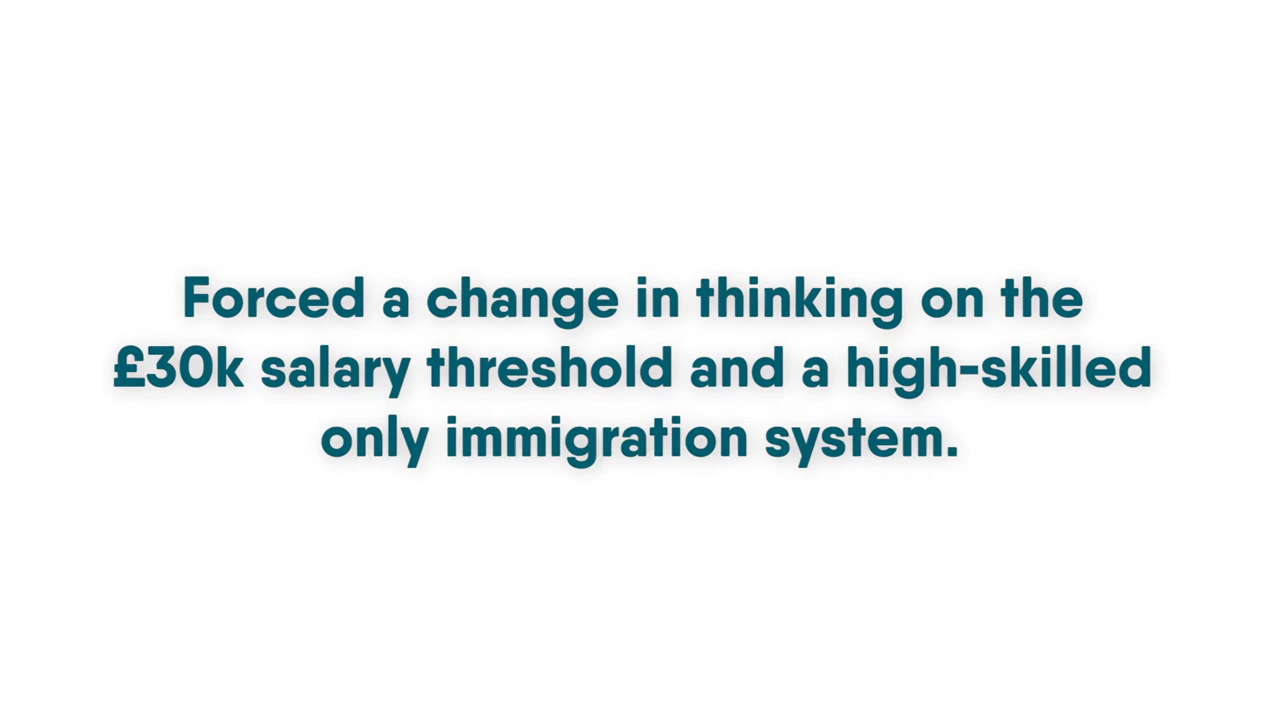 Forced a change in thinking on the
£30k salary threshold and a high-skilled
only immigration system.